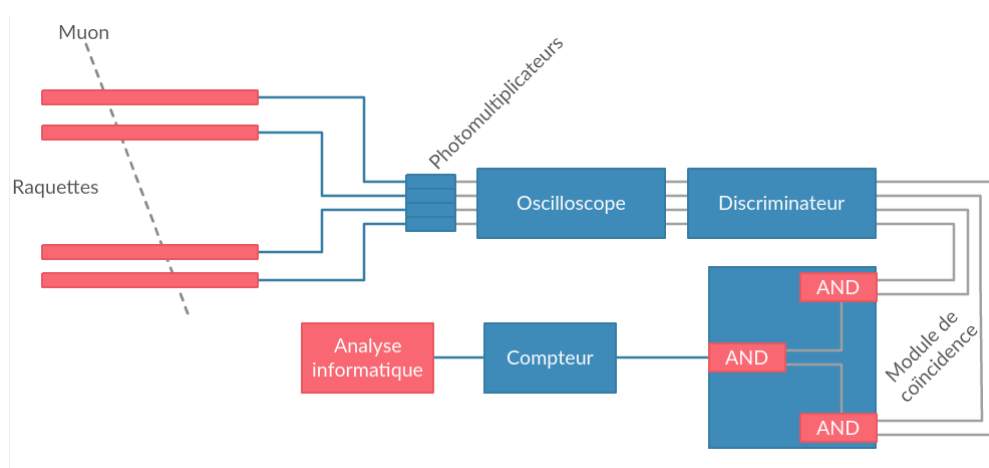 Muon
Photomultiplicateurs
Raquettes
Oscilloscope
Discriminateur
AND
Module de
coïncidence
Analyse
informatique
Compteur
AND
AND